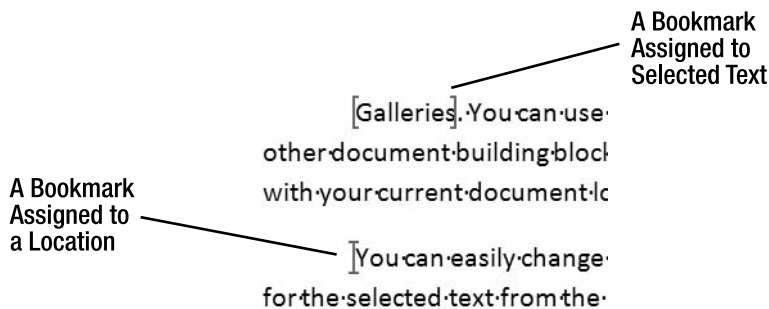 A Bookmark
Assigned to
Selected Text
[Galleries].·You·can·use·
other·document·building·block
with·your·current·document·lo
A Bookmark
Assigned to
a Location
You·can·easily·change·
for·the·selected·text·from·the·